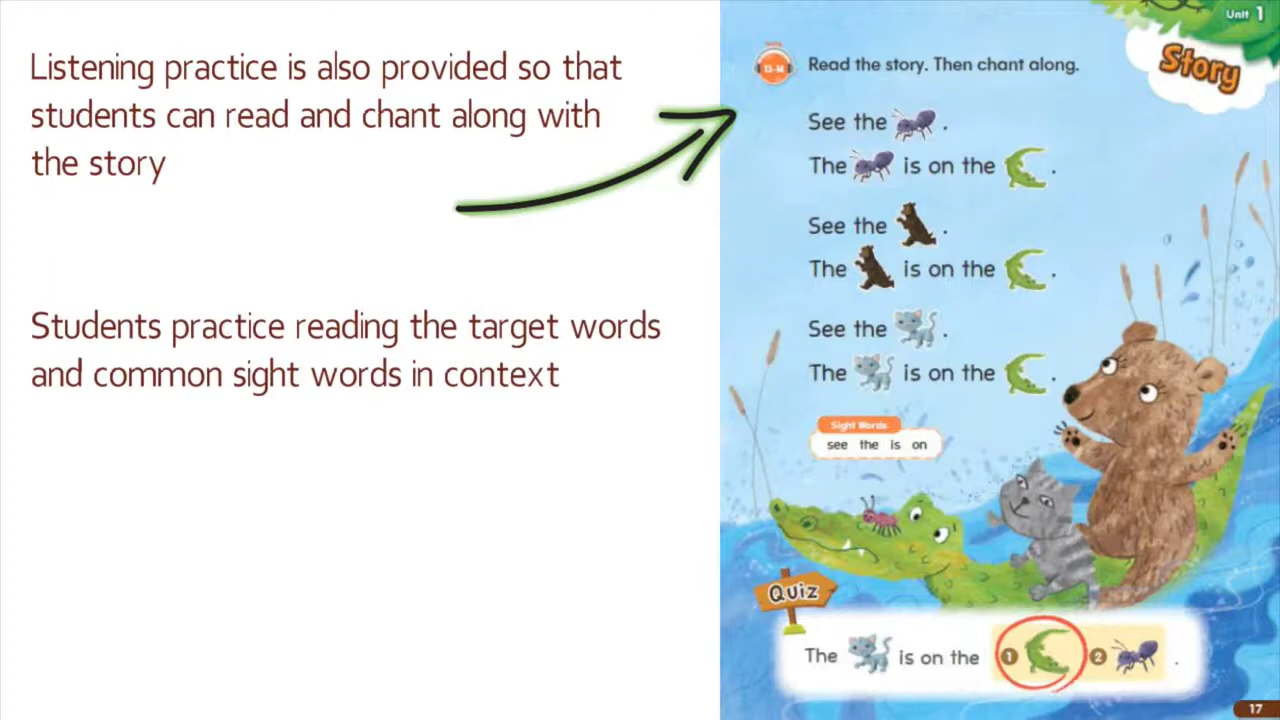 Listening practice is also provided so that
students can read and chant along with
the story
Students practice reading the target words
and common sight words in context
Unit 1
Story
13-14
Read the story. Then chant along.
See the .
The is on the .
See the .
The is on the .
See the .
The is on the .
Sight Words
see the is on
Quiz
The is on the 1 2 .
17